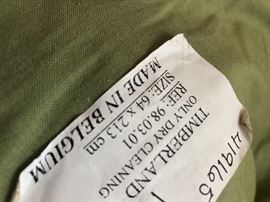 TIMBERLAND
ONLY DRY CLEANING
REF: 98.03.01
SIZE: 64 x 213 cm
MADE IN BELGIUM